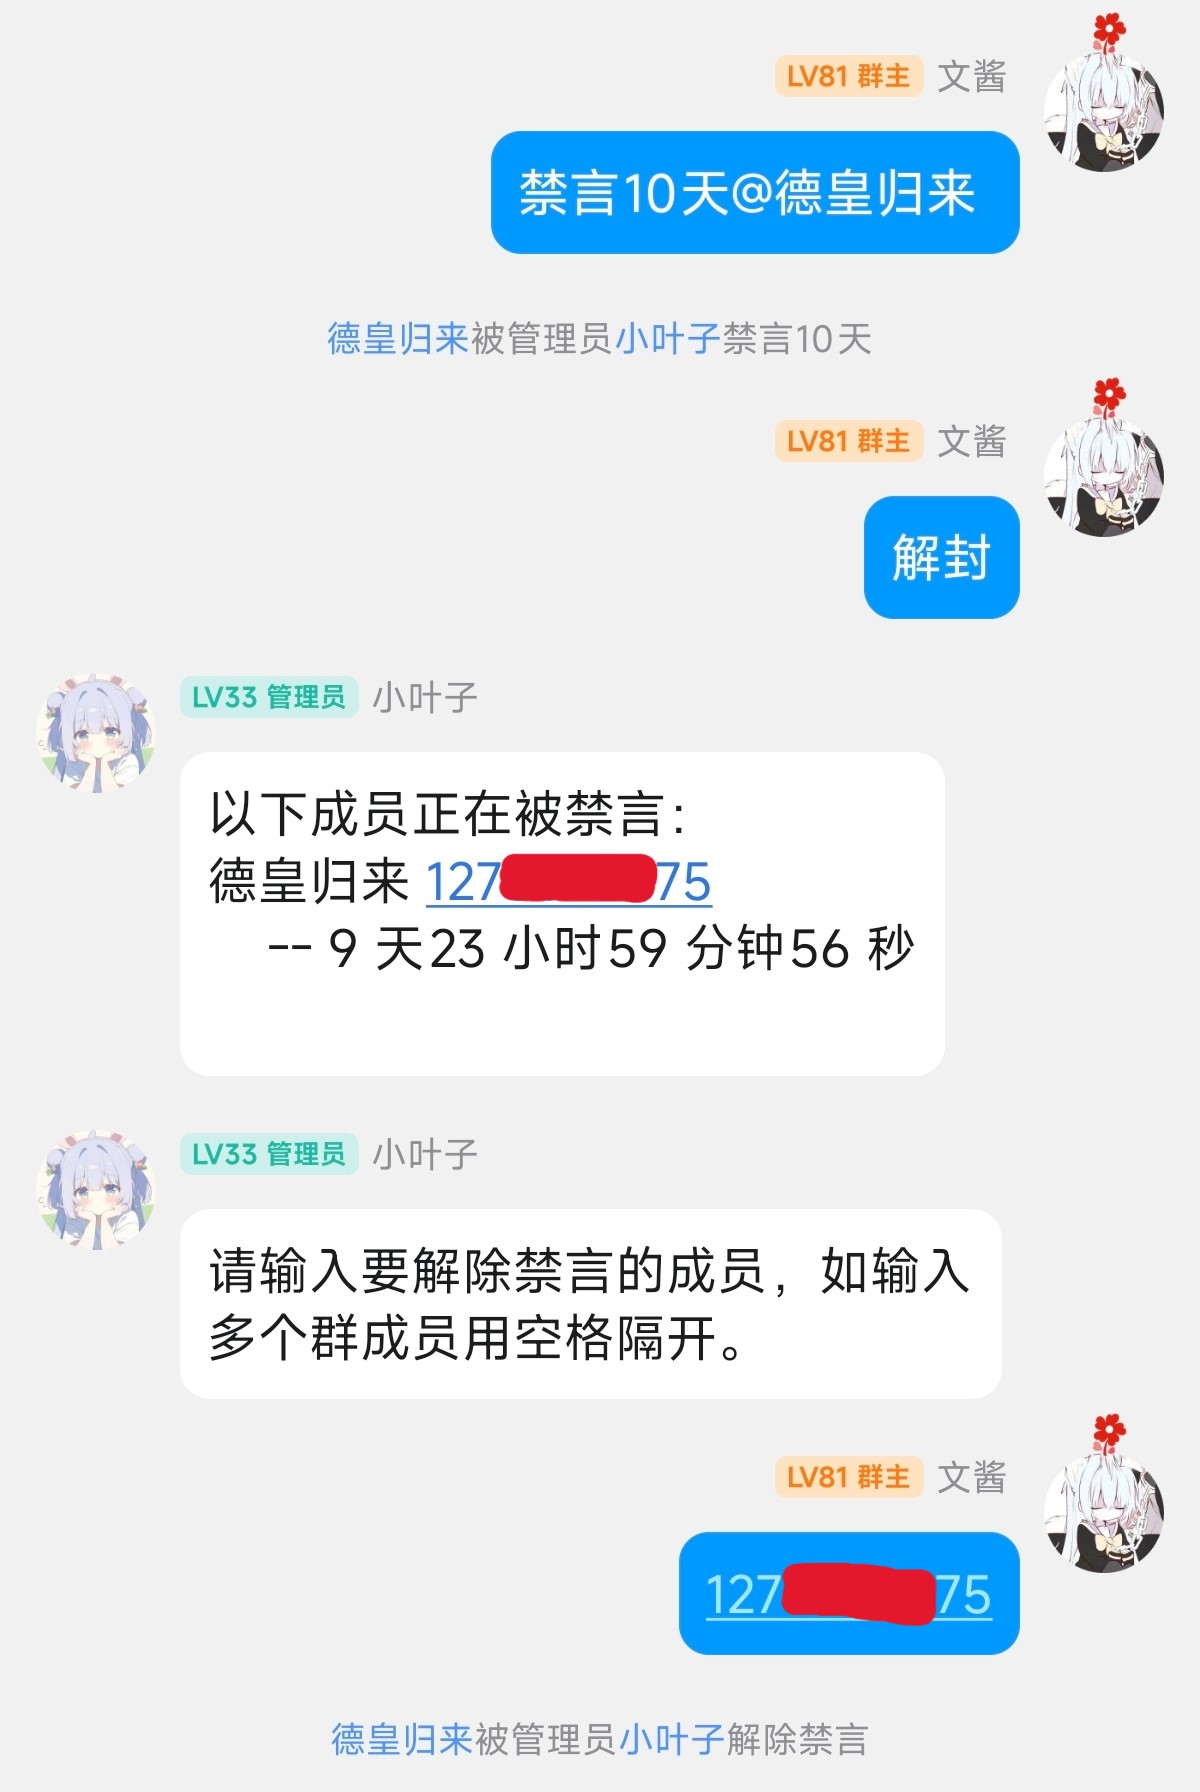 LV81 群主 文酱
禁言10天@德皇归来
德皇归来被管理员小叶子禁言10天
LV81 群主 文酱
解封
LV33 管理员 小叶子
以下成员正在被禁言：
德皇归来 127 75
-- 9 天23 小时59 分钟56 秒
LV33 管理员 小叶子
请输入要解除禁言的成员，如输入
多个群成员用空格隔开。
LV81 群主 文酱
127 75
德皇归来被管理员小叶子解除禁言